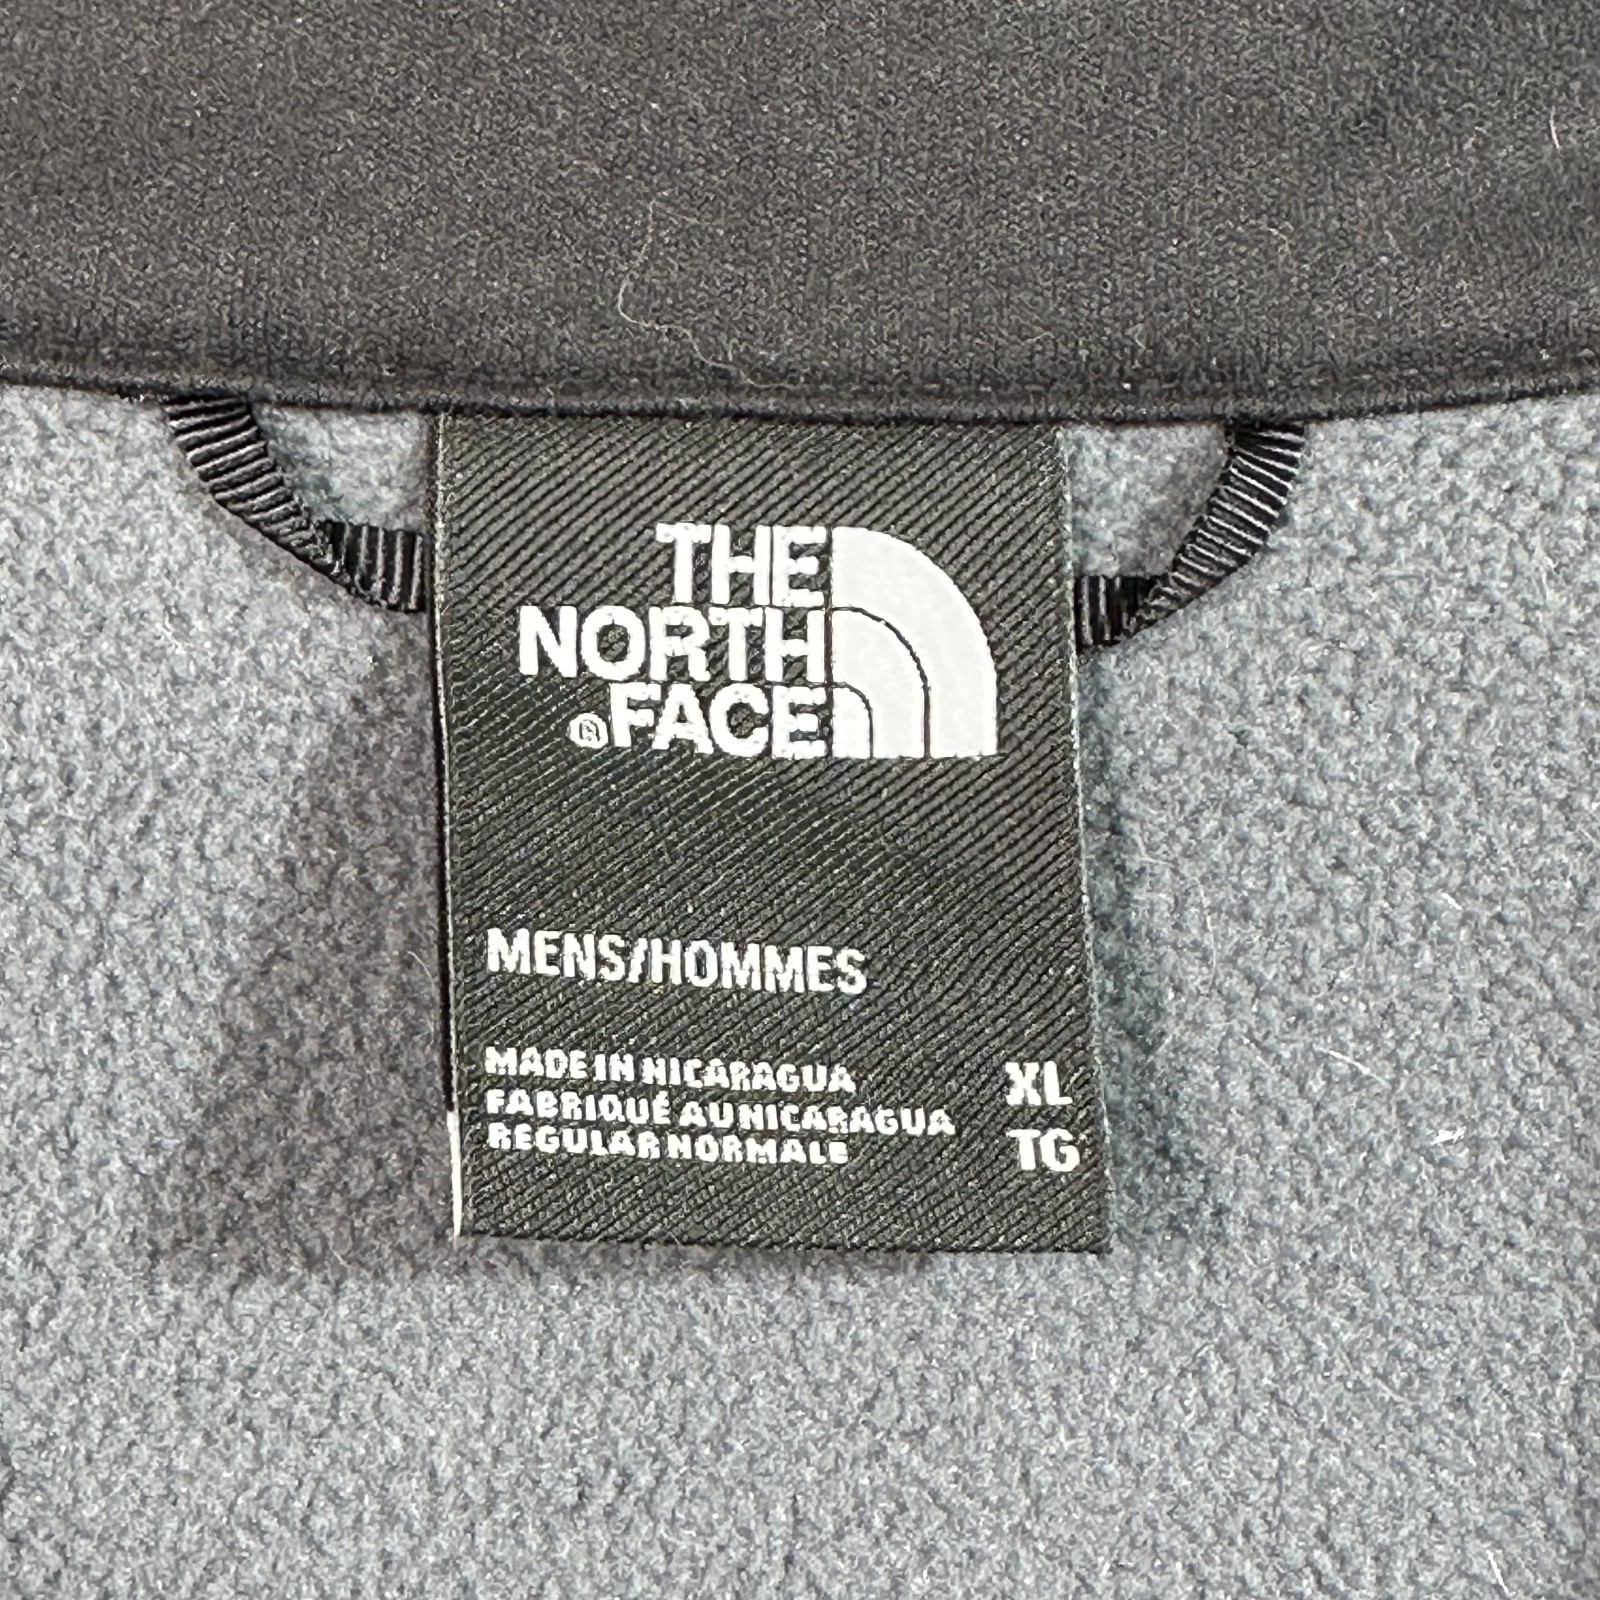 THE
NORTH
®FACE
MENS/HOMMES
MADE IN NICARAGUA
FABRIQUÉ AU NICARAGUA
REGULAR NORMALE
XL
TG